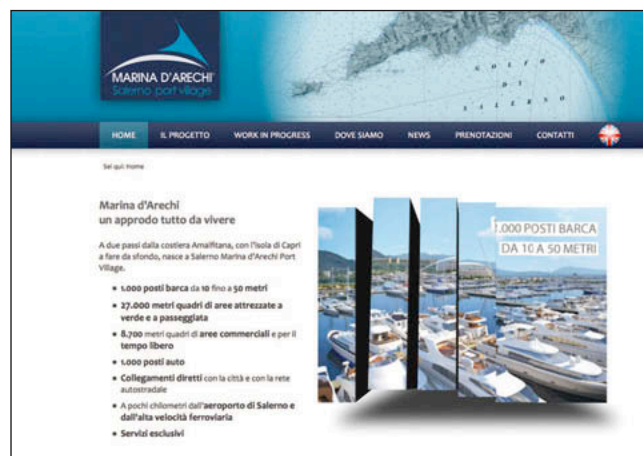 MARINA D'ARECHI
Salerno port village
GOLFO
DI
SALERNO
HOME IL PROGETTO WORK IN PROGRESS DOVE SIAMO NEWS PRENOTAZIONI CONTATTI
Sei qui: Home
Marina d'Arechi
un approdo tutto da vivere
A due passi dalla costiera Amalfitana, con l'isola di Capri
a fare da sfondo, nasce a Salerno Marina d'Arechi Port
Village.
• 1.000 posti barca da 10 fino a 50 metri
• 27.000 metri quadri di aree attrezzate a
verde e a passeggiata
• 8.700 metri quadri di aree commerciali e per il
tempo libero
• 1.000 posti auto
• Collegamenti diretti con la città e con la rete
autostradale
• A pochi chilometri dall'aeroporto di Salerno e
dall'alta velocità ferroviaria
• Servizi esclusivi
1.000 POSTI BARCA
DA 10 A 50 METRI